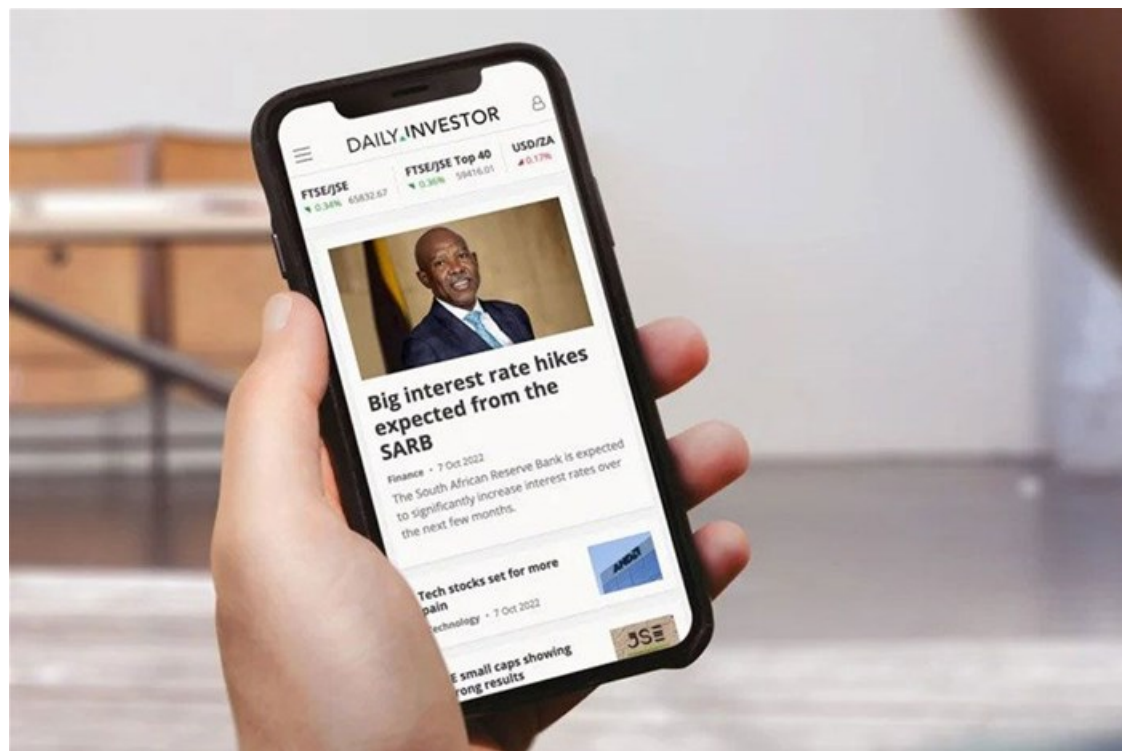 DAILY INVESTOR
FTSE/JSE
0.34% 65832.67
FTSE/JSE Top 40
0.36% 59416.01
USD/ZA
0.17%
Big interest rate hikes
expected from the
SARB
Finance • 7 Oct 2022
The South African Reserve Bank is expected
to significantly increase interest rates over
the next few months.
Tech stocks set for more
pain
echnology • 7 Oct 2022
AMD
E small caps showing
rong results
JSE